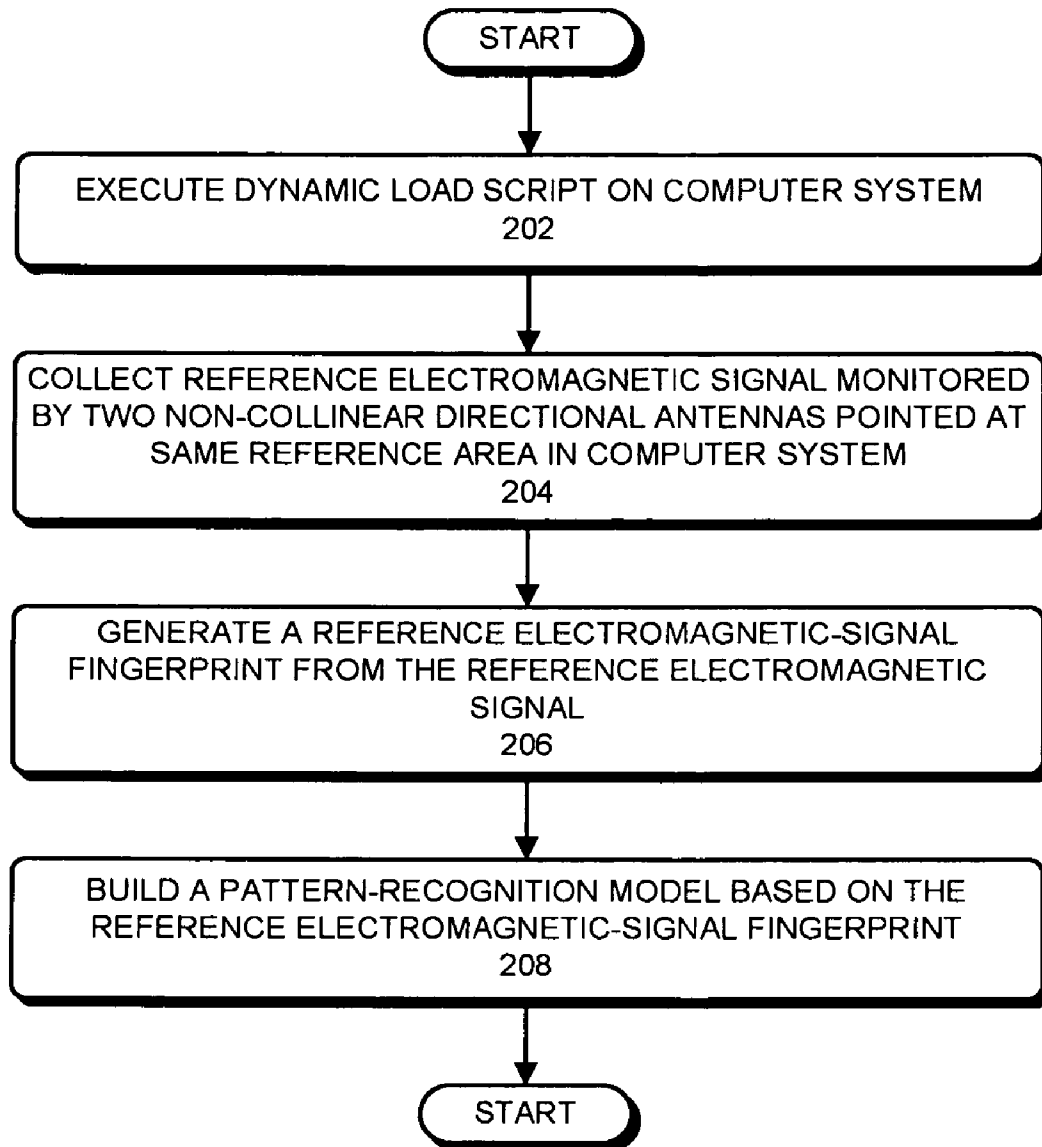 START
EXECUTE DYNAMIC LOAD SCRIPT ON COMPUTER SYSTEM
202
COLLECT REFERENCE ELECTROMAGNETIC SIGNAL MONITORED
BY TWO NON-COLLINEAR DIRECTIONAL ANTENNAS POINTED AT
SAME REFERENCE AREA IN COMPUTER SYSTEM
204
GENERATE A REFERENCE ELECTROMAGNETIC-SIGNAL
FINGERPRINT FROM THE REFERENCE ELECTROMAGNETIC
SIGNAL
206
BUILD A PATTERN-RECOGNITION MODEL BASED ON THE
REFERENCE ELECTROMAGNETIC-SIGNAL FINGERPRINT
208
START